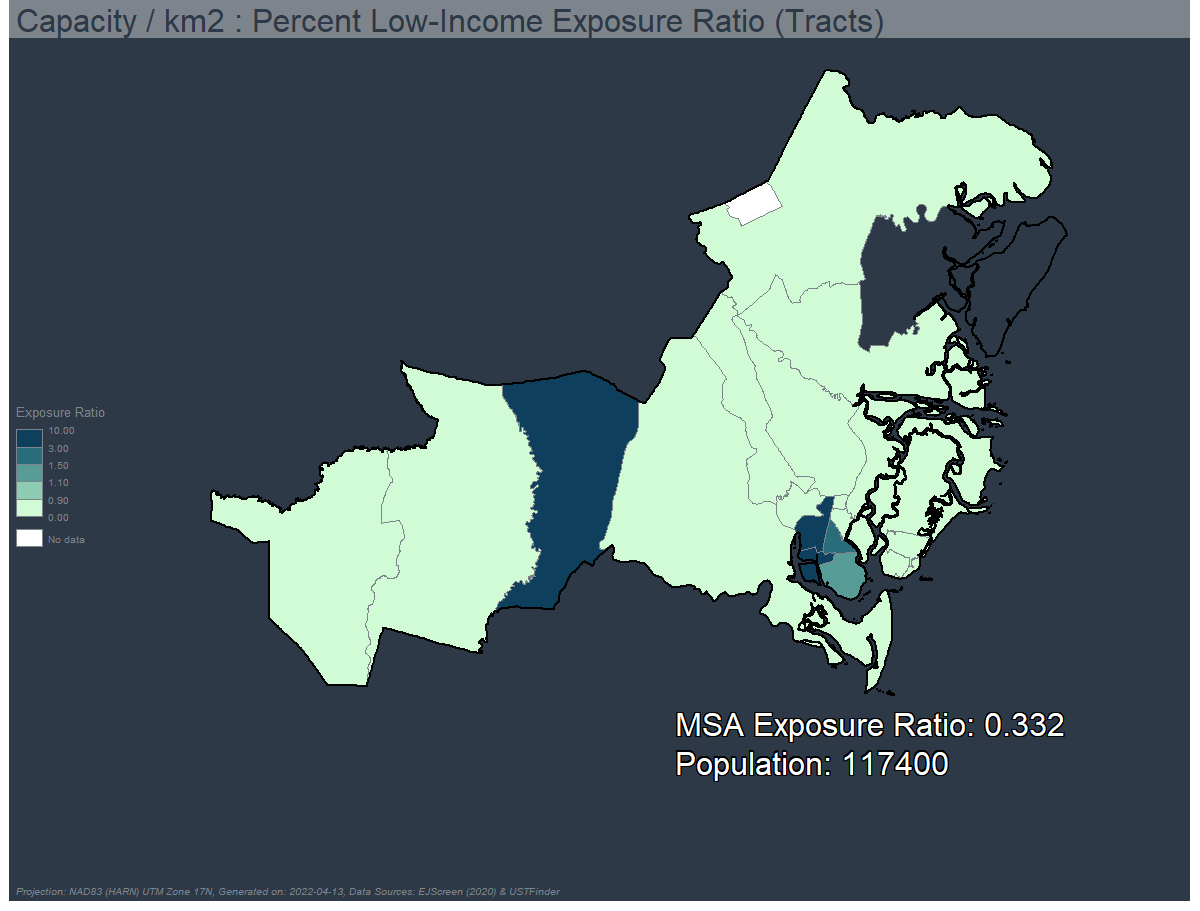 Capacity / km2 : Percent Low-Income Exposure Ratio (Tracts)
Exposure Ratio
10.00
3.00
1.50
1.10
0.90
0.00
No data
MSA Exposure Ratio: 0.332
Population: 117400
Projection: NAD83 (HARN) UTM Zone 17N, Generated on: 2022-04-13, Data Sources: EJScreen (2020) & USTFinder